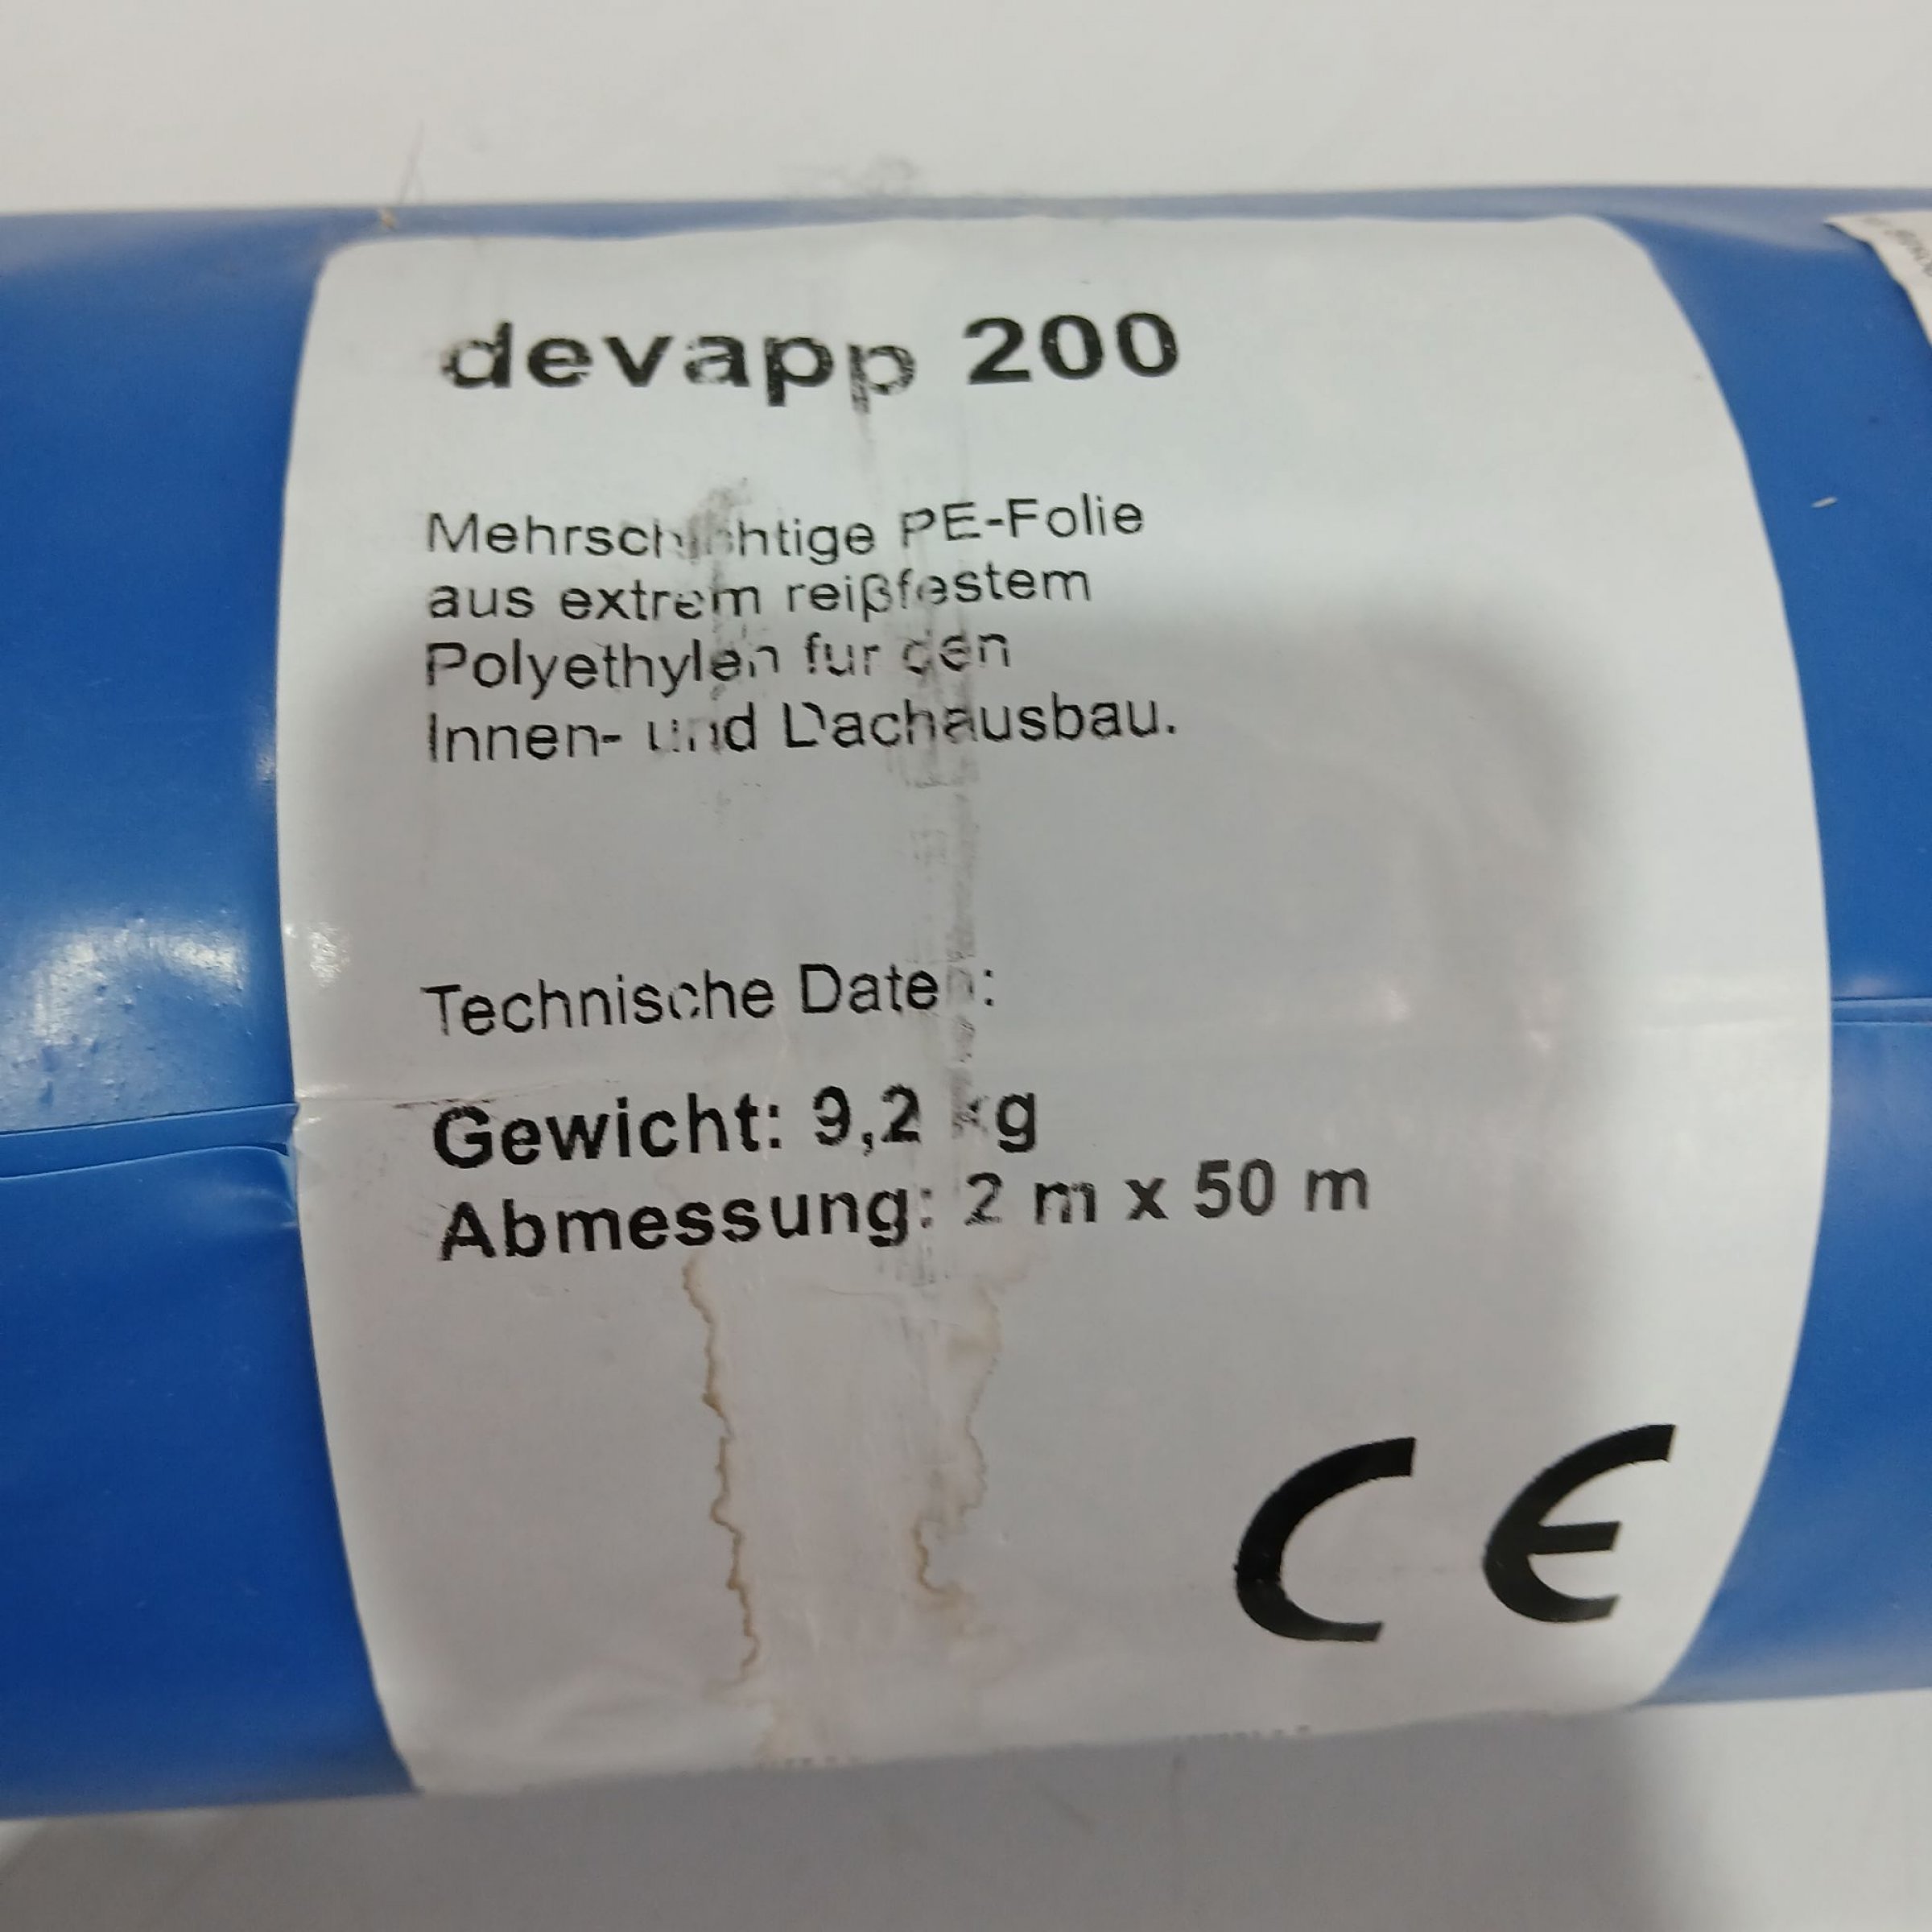 devapp 200
Mehrschichtige PE-Folie
aus extrem reißfestem
Polyethylen für den
Innen- und Dachausbau.
Technische Daten:
Gewicht: 9,2 kg
Abmessung: 2 m x 50 m
CE